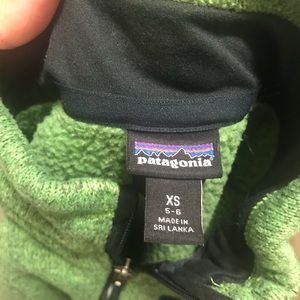 patagonia
XS
5-6
MADE IN
SRI LANKA